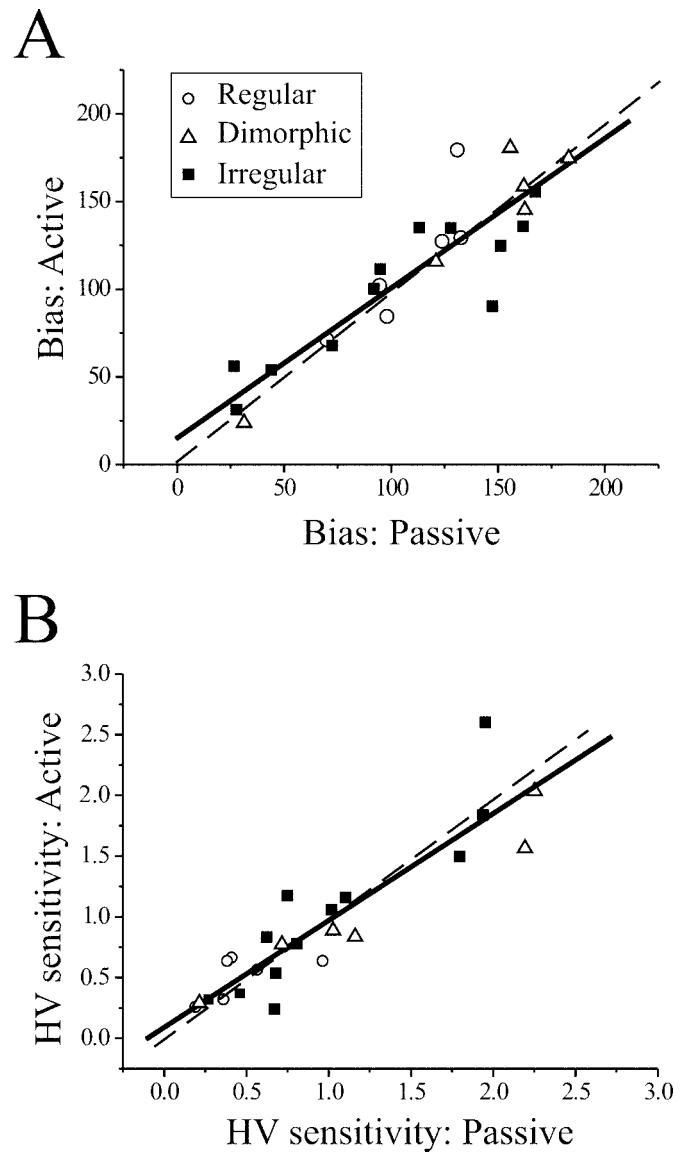 A
Regular
Dimorphic
Irregular
200
150
100
50
0
Bias: Active
0 50 100 150 200
Bias: Passive
B
3.0
2.5
2.0
1.5
1.0
0.5
0.0
HV sensitivity: Active
0.0 0.5 1.0 1.5 2.0 2.5 3.0
HV sensitivity: Passive